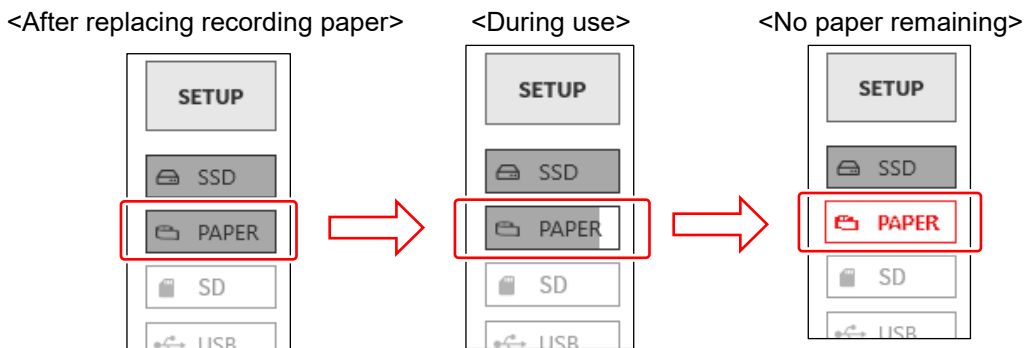 <After replacing recording paper>
SETUP
SSD
PAPER
SD
USB
<During use>
SETUP
SSD
PAPER
SD
USB
<No paper remaining>
SETUP
SSD
PAPER
SD
USB